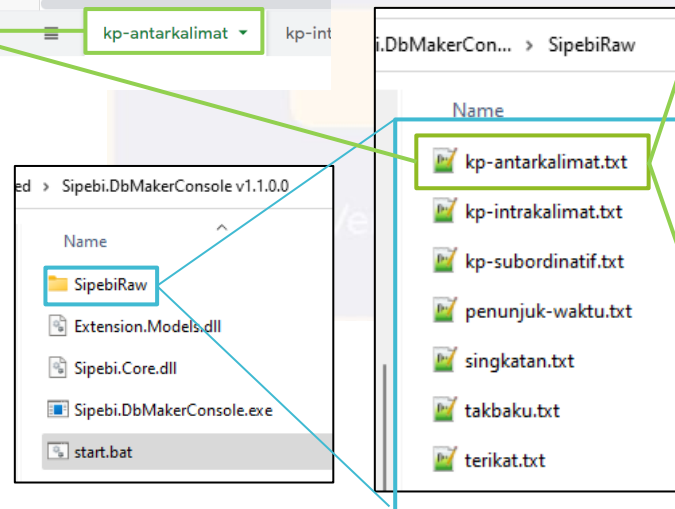 kp-antarkalimat
kp-int
i.DbMakerCon... > SipebiRaw
Name
kp-antarkalimat.txt
kp-intrakalimat.txt
kp-subordinatif.txt
penunjuk-waktu.txt
singkatan.txt
takbaku.txt
terikat.txt
ed > Sipebi.DbMakerConsole v1.1.0.0
Name
SipebiRaw
Extension.Models.dll
Sipebi.Core.dll
Sipebi.DbMakerConsole.exe
start.bat